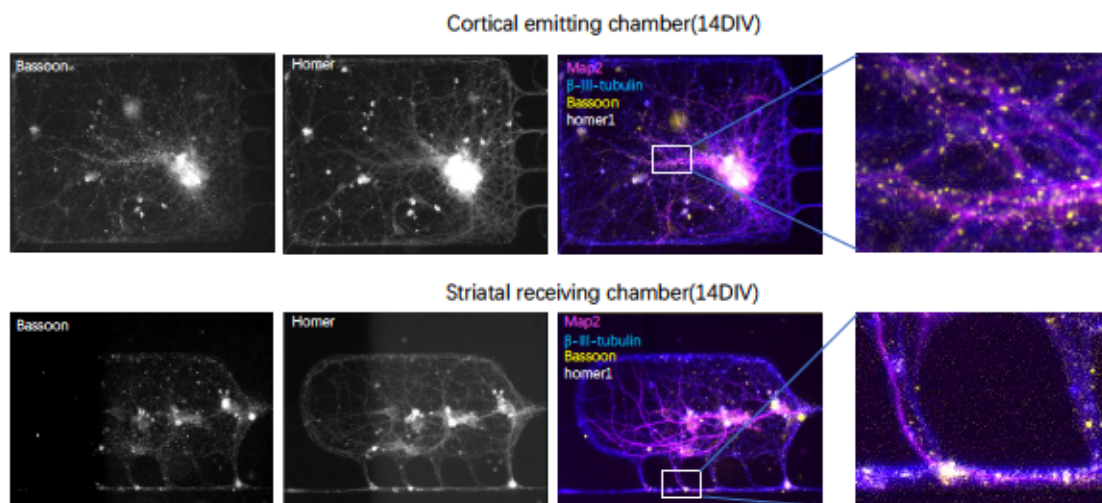 Cortical emitting chamber(14DIV)
Bassoon
Homer
Map2
β-III-tubulin
Bassoon
homer1
Striatal receiving chamber(14DIV)
Bassoon
Homer
Map2
β-III-tubulin
Bassoon
homer1